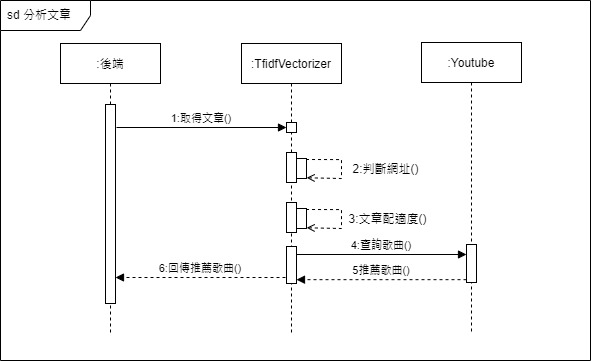 sd 分析文章
:後端
:TfidfVectorizer
:Youtube
1:取得文章()
2:判斷網址()
3:文章配適度()
4:查詢歌曲()
5推薦歌曲()
6:回傳推薦歌曲()